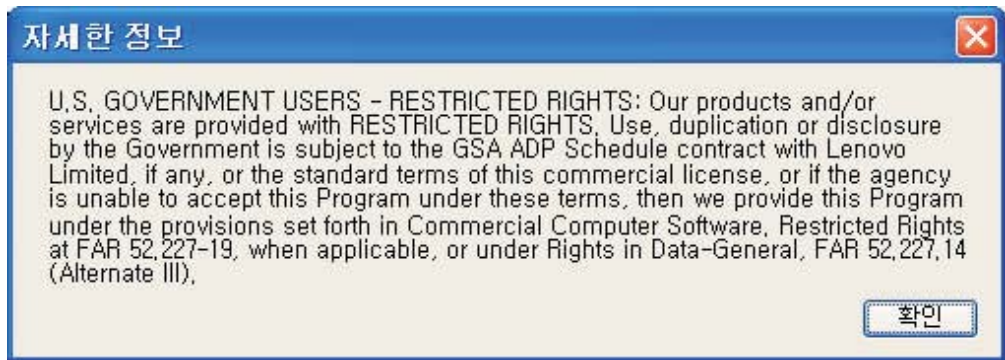 자세한 정보
U.S. GOVERNMENT USERS - RESTRICTED RIGHTS: Our products and/or
services are provided with RESTRICTED RIGHTS. Use, duplication or disclosure
by the Government is subject to the GSA ADP Schedule contract with Lenovo
Limited, if any, or the standard terms of this commercial license, or if the agency
is unable to accept this Program under these terms, then we provide this Program
under the provisions set forth in Commercial Computer Software, Restricted Rights
at FAR 52.227-19, when applicable, or under Rights in Data-General, FAR 52.227.14
(Alternate III).
확인